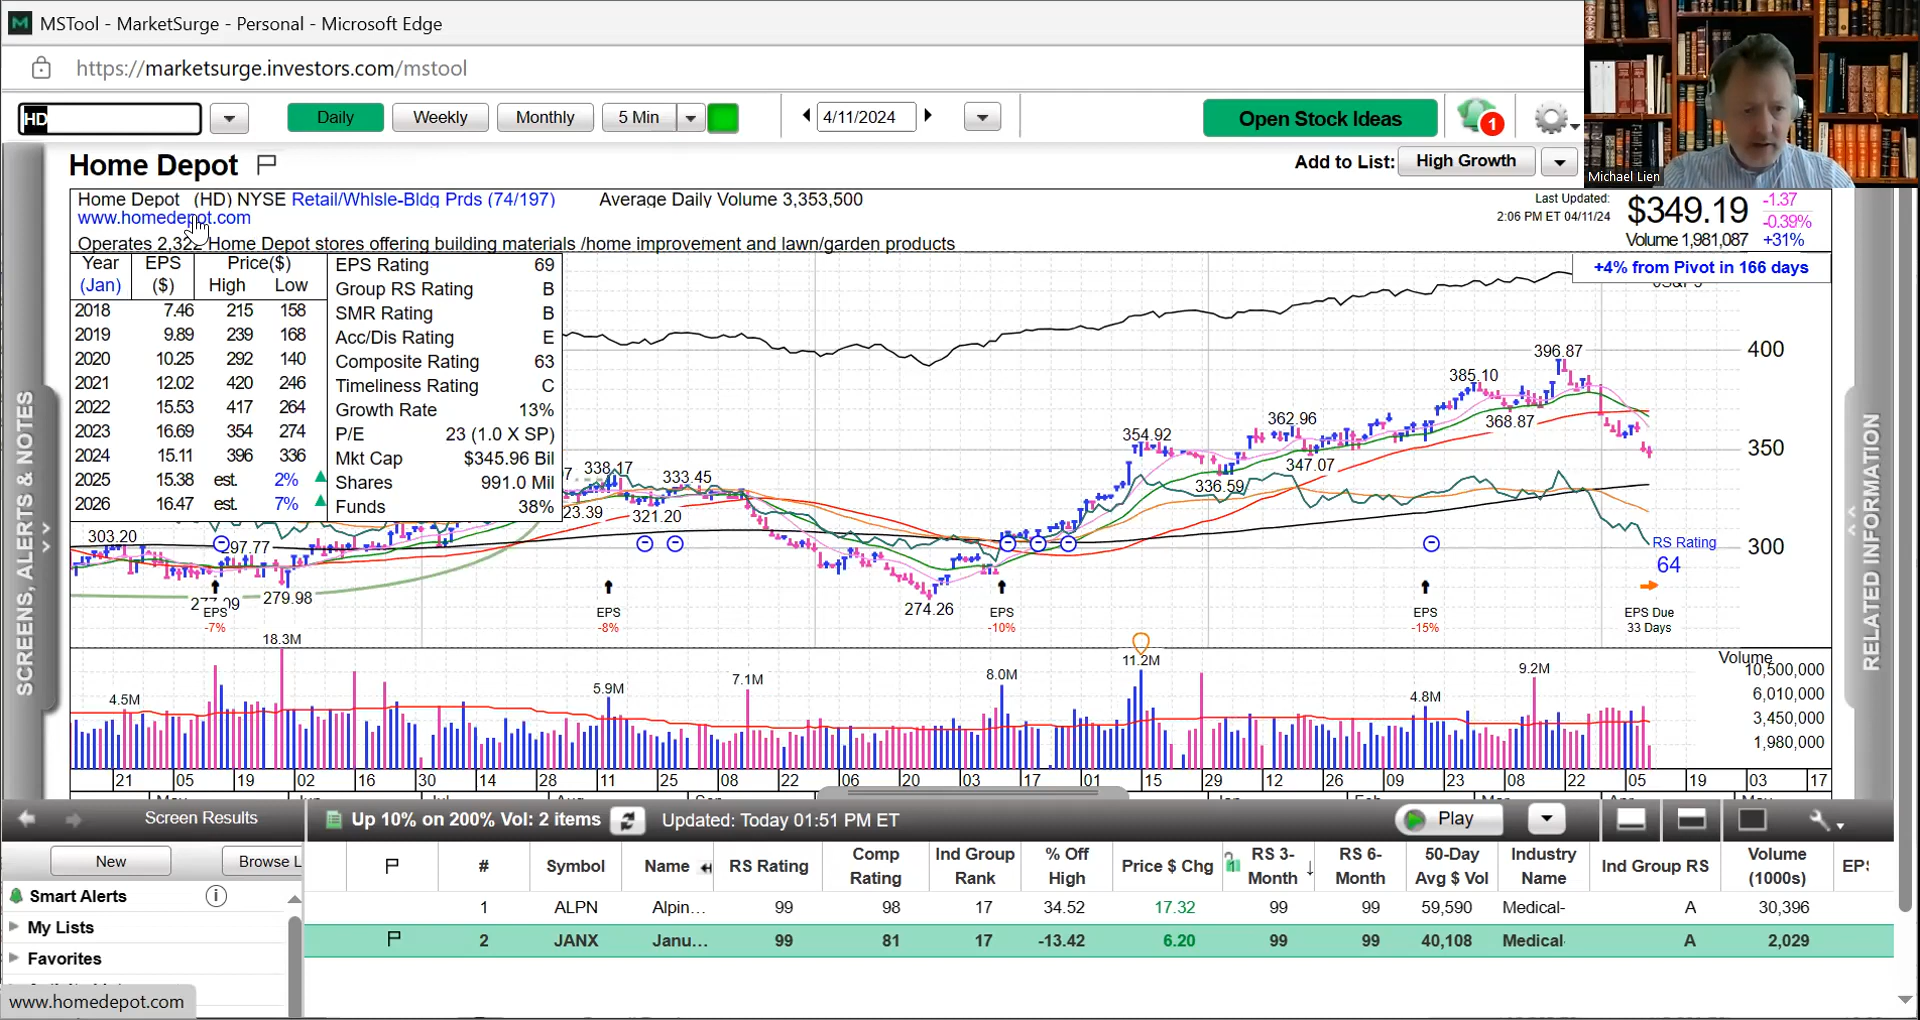 MSTool - MarketSurge - Personal - Microsoft Edge
https://marketsurge.investors.com/mstool
HD
Daily
Weekly
Monthly
5 Min
4/11/2024
Open Stock Ideas
1
Michael Lien
Home Depot
Add to List:
High Growth
Home Depot (HD) NYSE Retail/Whlsle-Bldg Prds (74/197) Average Daily Volume 3,353,500
www.homedepot.com
Operates 2,322 Home Depot stores offering building materials /home improvement and lawn/garden products
Last Updated:
2:06 PM ET 04/11/24
$349.19
-1.37
-0.39%
Volume 1,981,087 +31%
+4% from Pivot in 166 days
Year EPS Price($)
(Jan) ($) High Low
2018 7.46 215 158
2019 9.89 239 168
2020 10.25 292 140
2021 12.02 420 246
2022 15.53 417 264
2023 16.69 354 274
2024 15.11 396 336
2025 15.38 est. 2%
2026 16.47 est. 7%
EPS Rating 69
Group RS Rating B
SMR Rating B
Acc/Dis Rating E
Composite Rating 63
Timeliness Rating C
Growth Rate 13%
P/E 23 (1.0 X SP)
Mkt Cap $345.96 Bil
Shares 991.0 Mil
Funds 38%
396.87
400
385.10
362.96
368.87
354.92
350
347.07
338.17
333.45
336.59
23.39
321.20
303.20
297.77
300
RS Rating
64
279.98
274.26
EPS
-7%
EPS
-8%
EPS
-10%
EPS
-15%
EPS Due
33 Days
18.3M
Volume
11.2M
9.2M
10,500,000
8.0M
7.1M
5.9M
6,010,000
4.5M
4.8M
3,450,000
1,980,000
21 05 19 02 16 30 14 28 11 25 08 22 06 20 03 17 01 15 29 12 26 09 23 08 22 05 19 03 17
SCREENS, ALERTS & NOTES
RELATED INFORMATION
Screen Results
Up 10% on 200% Vol: 2 items
Updated: Today 01:51 PM ET
Play
New
Browse L
Smart Alerts
My Lists
Favorites
www.homedepot.com
# Symbol Name RS Rating Comp Rating Ind Group Rank % Off High Price $ Chg RS 3-Month RS 6-Month 50-Day Avg $ Vol Industry Name Ind Group RS Volume (1000s) EPS
1 ALPN Alpin... 99 98 17 34.52 17.32 99 99 59,590 Medical- A 30,396
2 JANX Janu... 99 81 17 -13.42 6.20 99 99 40,108 Medical- A 2,029